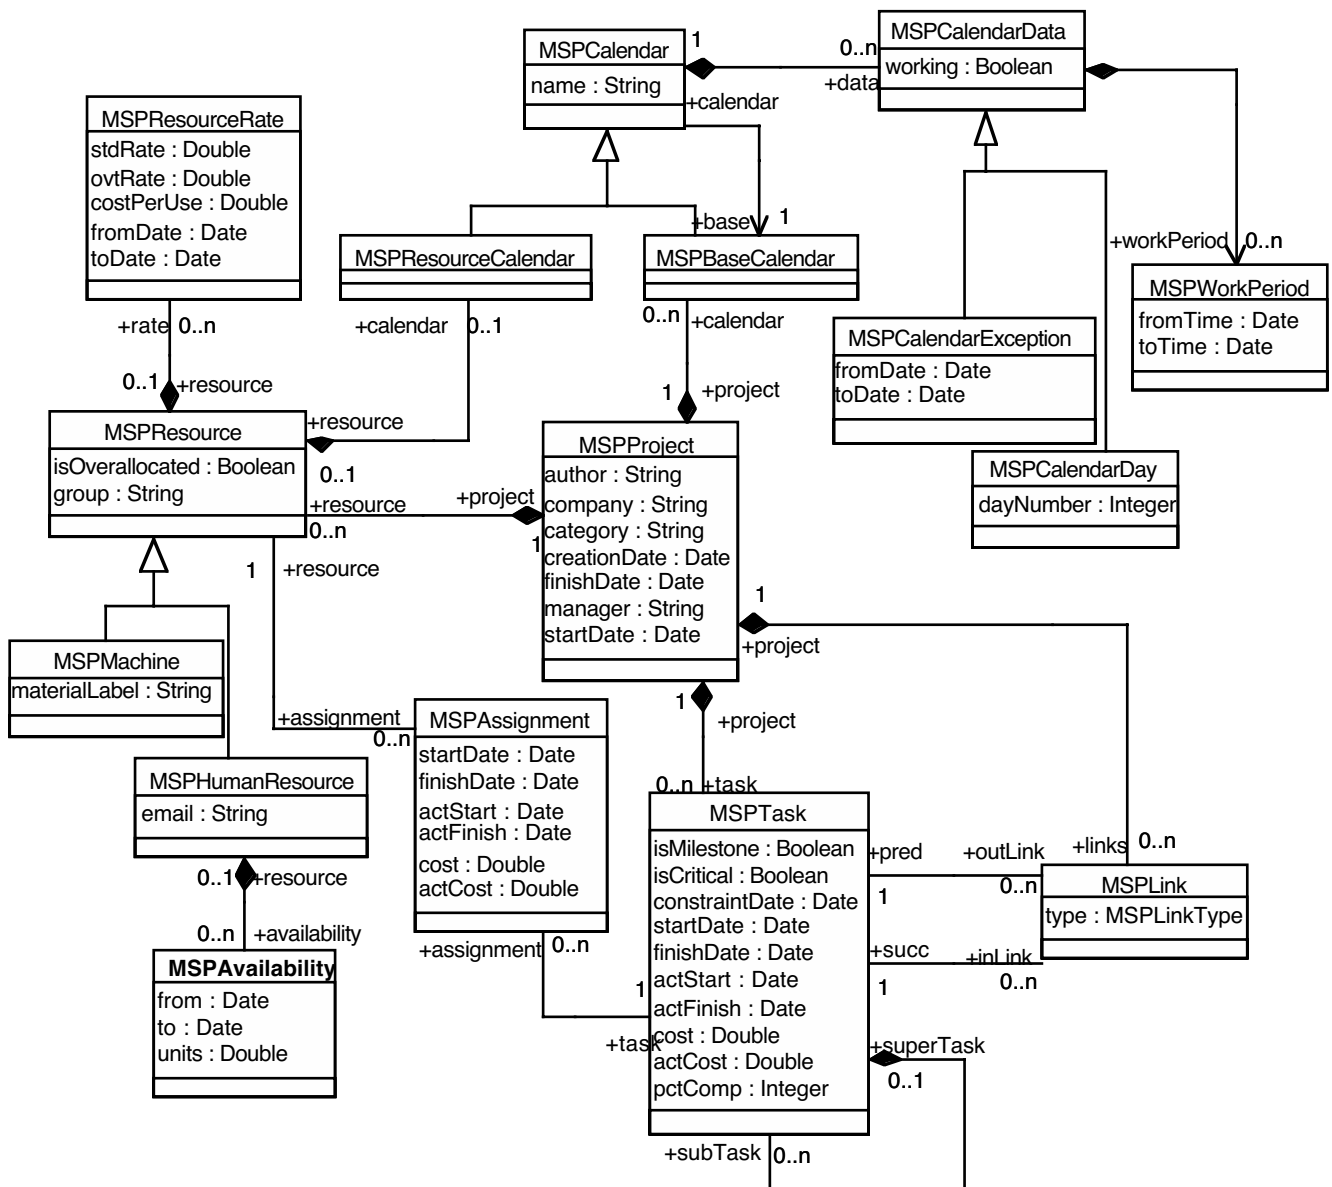 MSPCalendar
name : String
1
0..n
+data
+calendar
MSPCalendarData
working : Boolean
MSPResourceRate
stdRate : Double
ovtRate : Double
costPerUse : Double
fromDate : Date
toDate : Date
+base
1
+workPeriod
0..n
MSPResourceCalendar
MSPBaseCalendar
MSPWorkPeriod
fromTime : Date
toTime : Date
+rate
0..n
+calendar
0..1
0..n
+calendar
MSPCalendarException
fromDate : Date
toDate : Date
0..1
+resource
1
+project
MSPResource
isOverallocated : Boolean
group : String
+resource
0..1
+resource
0..n
+project
1
MSPProject
author : String
company : String
category : String
creationDate : Date
finishDate : Date
manager : String
startDate : Date
MSPCalendarDay
dayNumber : Integer
1
+resource
1
+project
MSPMachine
materialLabel : String
+assignment
0..n
MSPAssignment
startDate : Date
finishDate : Date
actStart : Date
actFinish : Date
cost : Double
actCost : Double
1
+project
0..n
+task
MSPHumanResource
email : String
MSPTask
isMilestone : Boolean
isCritical : Boolean
constraintDate : Date
startDate : Date
finishDate : Date
actStart : Date
actFinish : Date
cost : Double
actCost : Double
pctComp : Integer
+pred
1
+outLink
0..n
+links
0..n
MSPLink
type : MSPLinkType
0..1
+resource
0..n
+availability
+assignment
0..n
+succ
1
+inLink
0..n
MSPAvailability
from : Date
to : Date
units : Double
1
+task
+superTask
0..1
+subTask
0..n